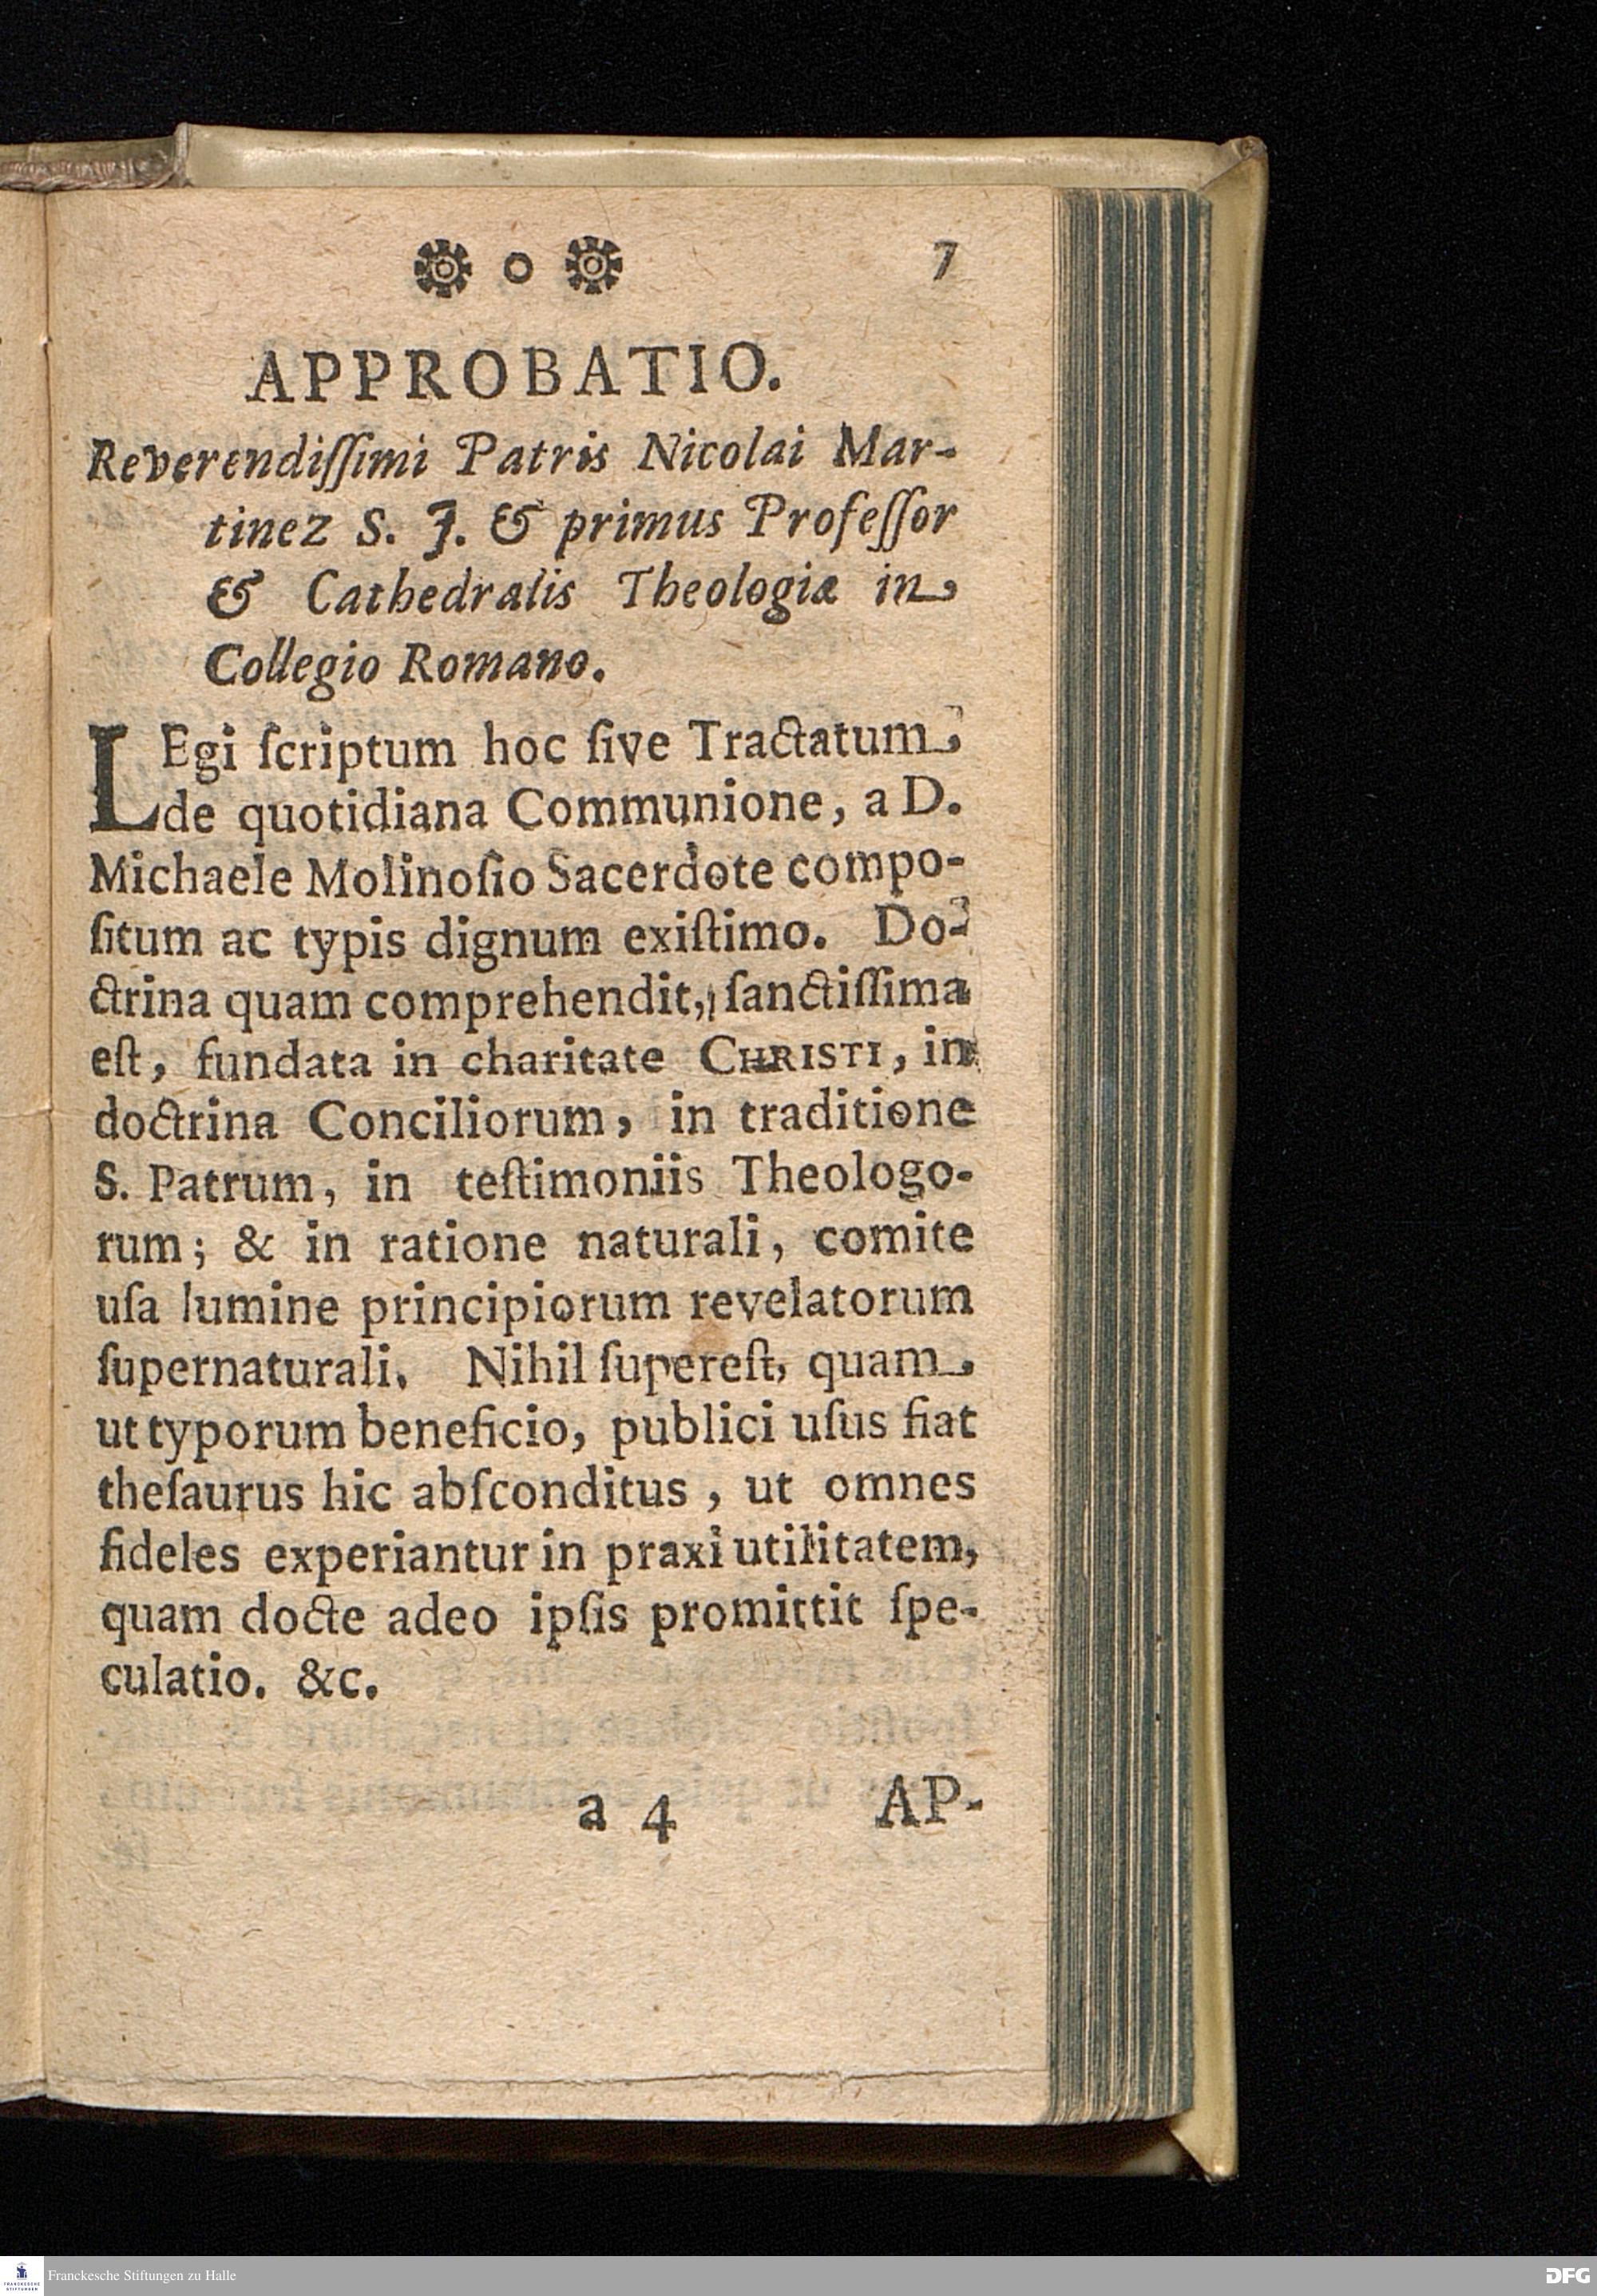 o 7
APPROBATIO.
Reverendiſſimi Patris Nicolai Mar-
tinez S. J. & primus Profeſſor
& Cathedralis Theologiæ in
Collegio Romano.
LEgi ſcriptum hoc ſive Tractatum
de quotidiana Communione, a D.
Michaele Molinoſio Sacerdote compo-
ſitum ac typis dignum exiſtimo. Do-
ctrina quam comprehendit, ſanctiſſima
eſt, fundata in charitate CHRISTI, in
doctrina Conciliorum, in traditione
S. Patrum, in teſtimoniis Theologo-
rum; & in ratione naturali, comite
uſa lumine principiorum revelatorum
ſupernaturali. Nihil ſupereſt, quam
ut typorum beneficio, publici uſus fiat
theſaurus hic abſconditus, ut omnes
fideles experiantur in praxi utilitatem,
quam docte adeo ipſis promittit ſpe-
culatio. &c.
a 4 AP-
FRANCKESCHE
STIFTUNGEN
Franckesche Stiftungen zu Halle
DFG